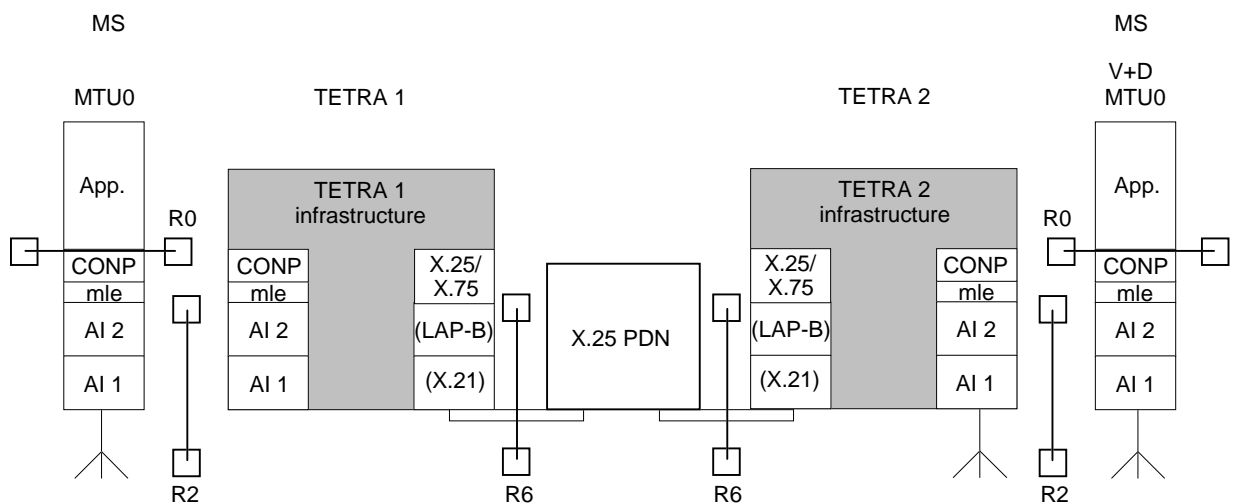 MS
MS
MTU0
TETRA 1
TETRA 2
V+D
MTU0
App.
TETRA 1
infrastructure
TETRA 2
infrastructure
App.
R0
R0
CONP
mle
AI 2
AI 1
CONP
mle
AI 2
AI 1
X.25/
X.75
(LAP-B)
(X.21)
X.25 PDN
X.25/
X.75
(LAP-B)
(X.21)
CONP
mle
AI 2
AI 1
CONP
mle
AI 2
AI 1
R2
R6
R6
R2